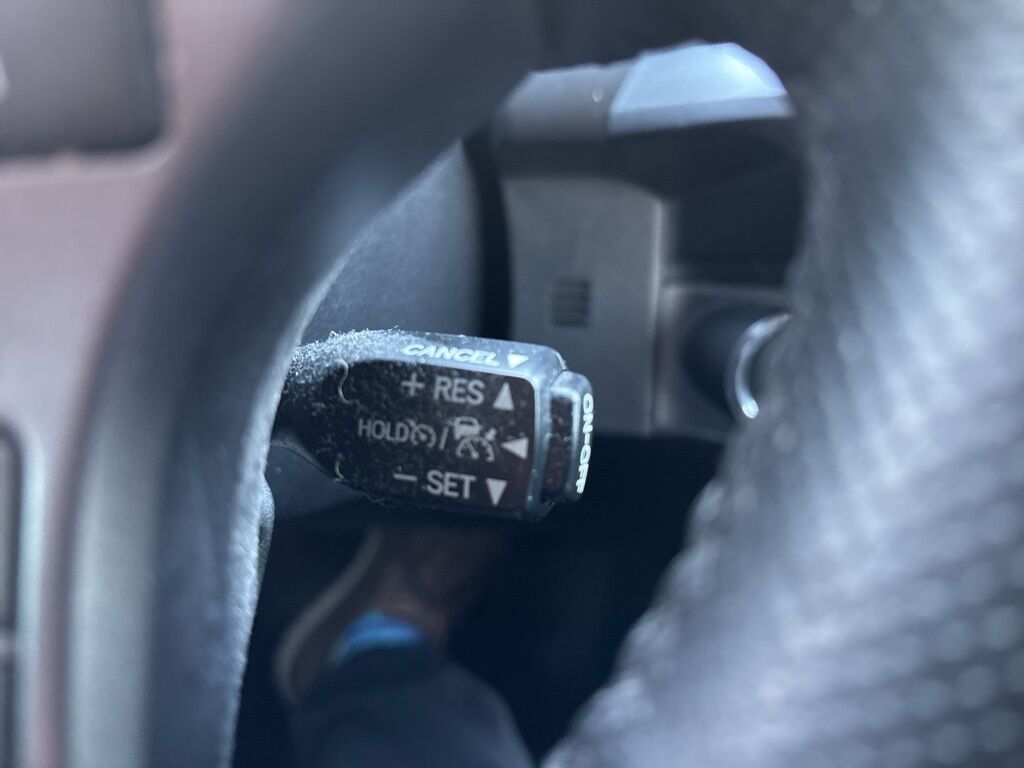 CANCEL ▼
+ RES ▲
HOLD / ◀
− SET ▼
ON-OFF